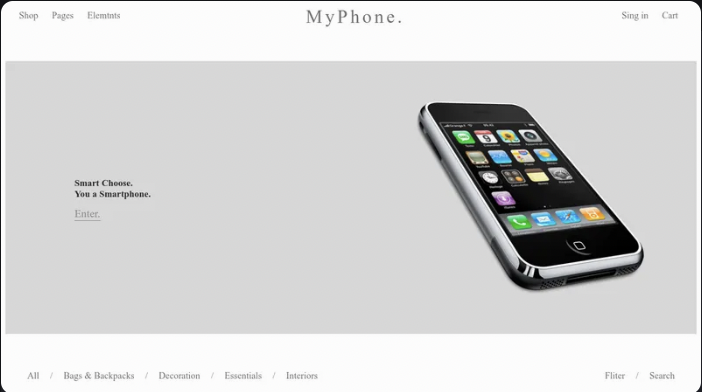 Shop Pages Elemtnts MyPhone. Sing in Cart
Smart Choose.
You a Smartphone.
Enter.
All / Bags & Backpacks / Decoration / Essentials / Interiors Fliter / Search